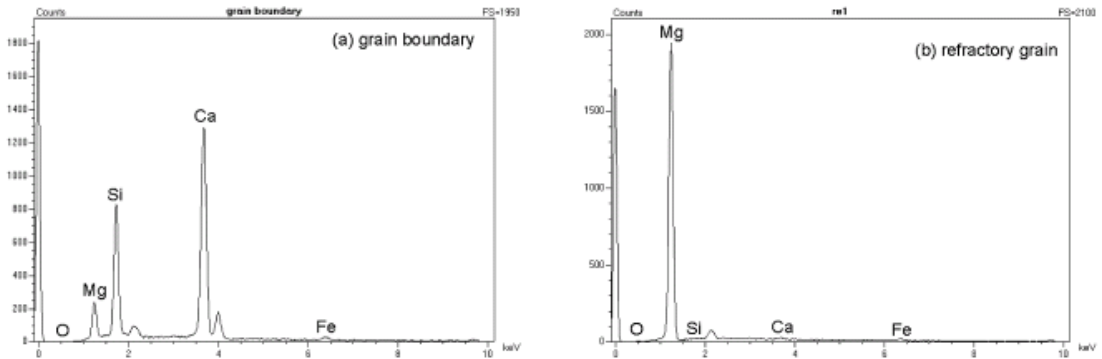 Counts grain boundary FS=1950
(a) grain boundary
1800
1600
1400
1200
1000
800
600
400
200
0
Ca
Si
Mg
O
Fe
0 2 4 6 8 10 keV
Counts re1 FS=2100
(b) refractory grain
2000
1500
1000
500
0
Mg
O
Si
Ca
Fe
0 2 4 6 8 10 keV